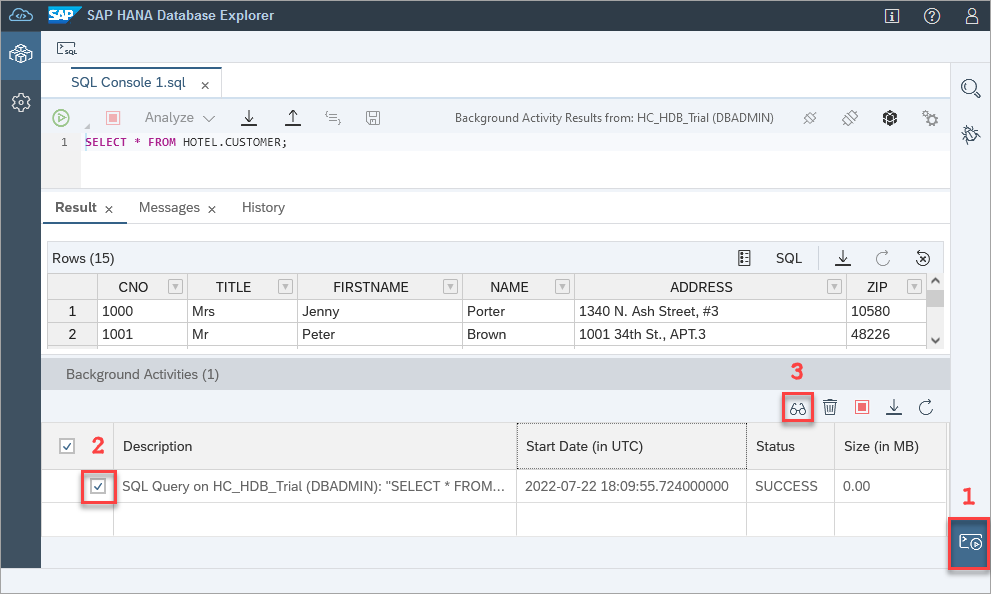 SAP SAP HANA Database Explorer
SQL
SQL Console 1.sql
Analyze Background Activity Results from: HC_HDB_Trial (DBADMIN)
1 SELECT * FROM HOTEL.CUSTOMER;
Result Messages History
Rows (15) SQL
CNO TITLE FIRSTNAME NAME ADDRESS ZIP
1 1000 Mrs Jenny Porter 1340 N. Ash Street, #3 10580
2 1001 Mr Peter Brown 1001 34th St., APT.3 48226
Background Activities (1)
3
2 Description Start Date (in UTC) Status Size (in MB)
SQL Query on HC_HDB_Trial (DBADMIN): "SELECT * FROM... 2022-07-22 18:09:55.724000000 SUCCESS 0.00
1